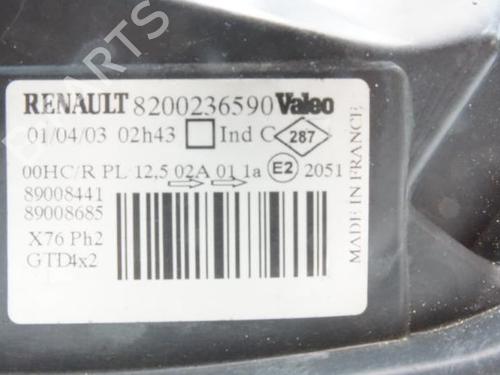 RENAULT 8200236590 Valeo
01/04/03 02h43 Ind C 287
00HC/R PL 12,5 02A 01 1a E2 2051
89008441
89008685
X76 Ph2
GTD4x2
MADE IN FRANCE
PARTS